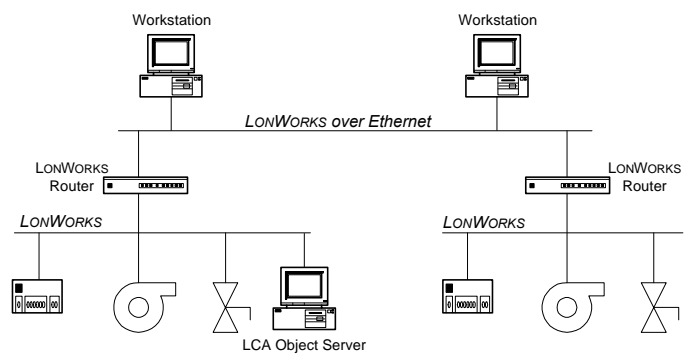 Workstation
Workstation
LONWORKS over Ethernet
LONWORKS
Router
LONWORKS
Router
LONWORKS
LONWORKS
LCA Object Server